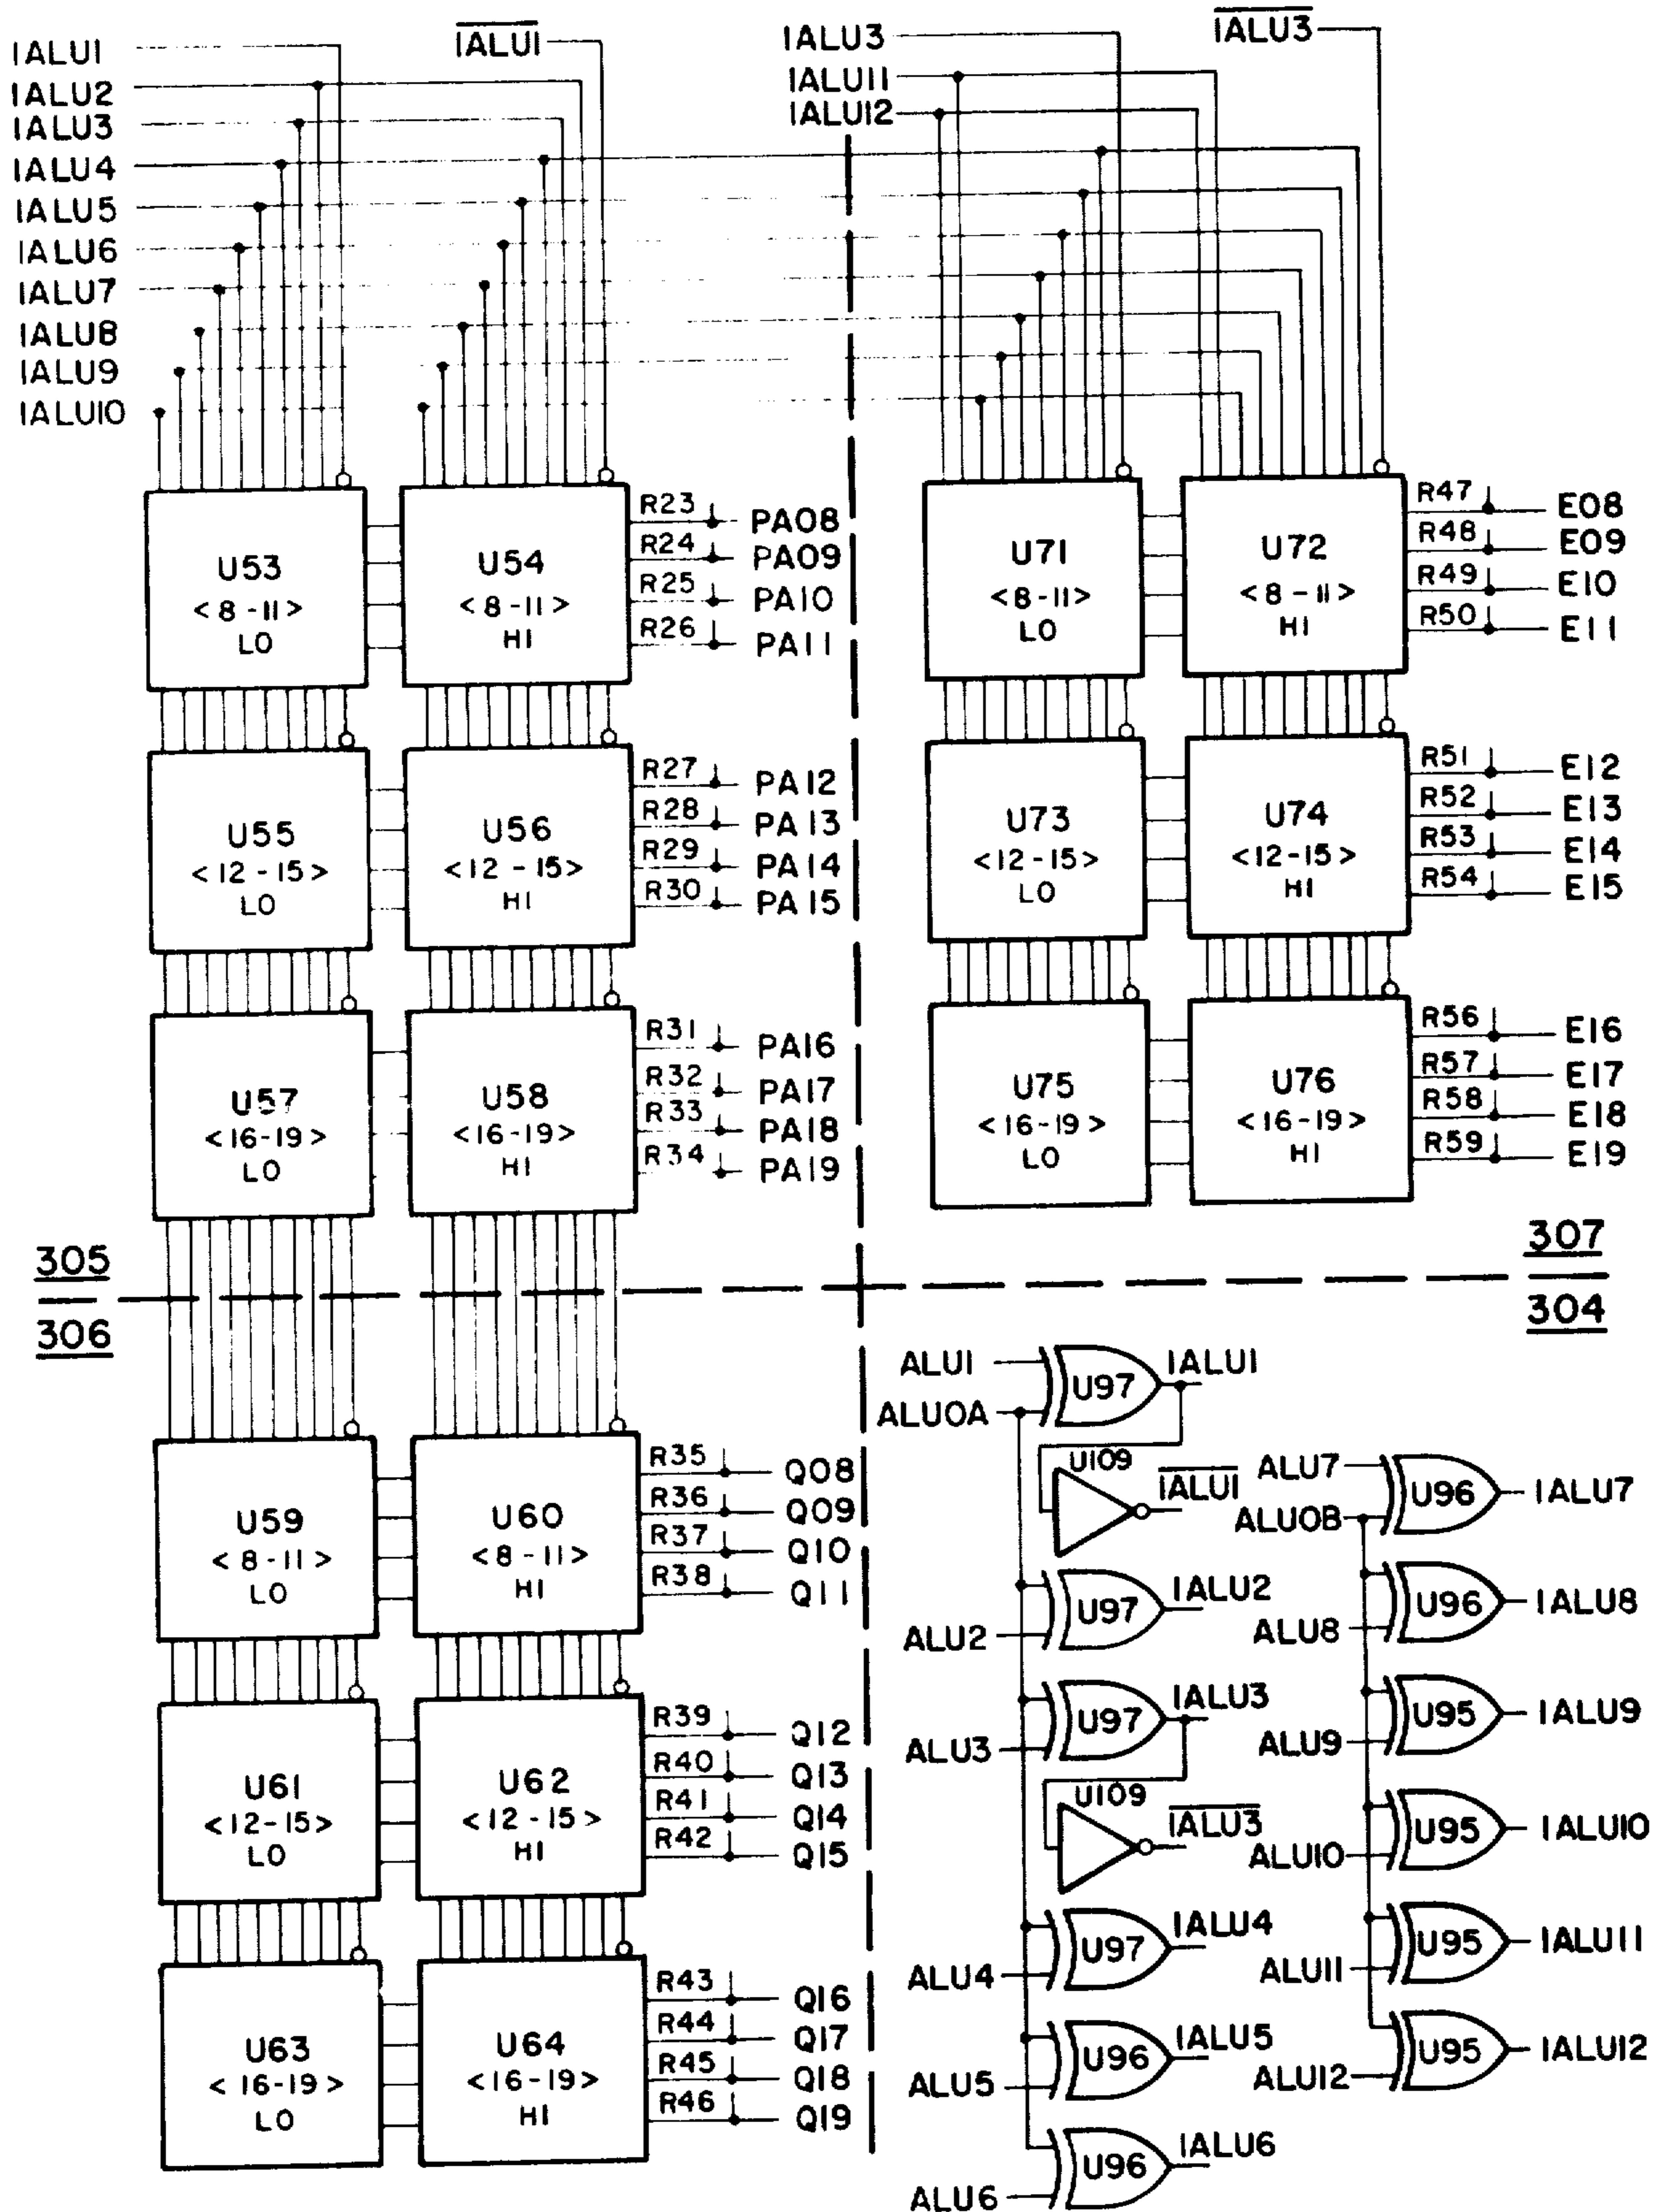 IALU1
IALU2
IALU3
IALU4
IALU5
IALU6
IALU7
IALU8
IALU9
IALU10
IALU1
IALU3
IALU11
IALU12
IALU3
U53
<8-11>
LO
U54
<8-11>
HI
R23 PA08
R24 PA09
R25 PA10
R26 PA11
U55
<12-15>
LO
U56
<12-15>
HI
R27 PA12
R28 PA13
R29 PA14
R30 PA15
U57
<16-19>
LO
U58
<16-19>
HI
R31 PA16
R32 PA17
R33 PA18
R34 PA19
U71
<8-11>
LO
U72
<8-11>
HI
R47 E08
R48 E09
R49 E10
R50 E11
U73
<12-15>
LO
U74
<12-15>
HI
R51 E12
R52 E13
R53 E14
R54 E15
U75
<16-19>
LO
U76
<16-19>
HI
R56 E16
R57 E17
R58 E18
R59 E19
305
306
307
304
U59
<8-11>
LO
U60
<8-11>
HI
R35 Q08
R36 Q09
R37 Q10
R38 Q11
U61
<12-15>
LO
U62
<12-15>
HI
R39 Q12
R40 Q13
R41 Q14
R42 Q15
U63
<16-19>
LO
U64
<16-19>
HI
R43 Q16
R44 Q17
R45 Q18
R46 Q19
ALU1 U97 IALU1
ALU0A
U109 IALU1
ALU2 U97 IALU2
ALU3 U97 IALU3
U109 IALU3
ALU4 U97 IALU4
ALU5 U96 IALU5
ALU6 U96 IALU6
ALU7 U96 IALU7
ALU0B
ALU8 U96 IALU8
ALU9 U95 IALU9
ALU10 U95 IALU10
ALU11 U95 IALU11
ALU12 U95 IALU12